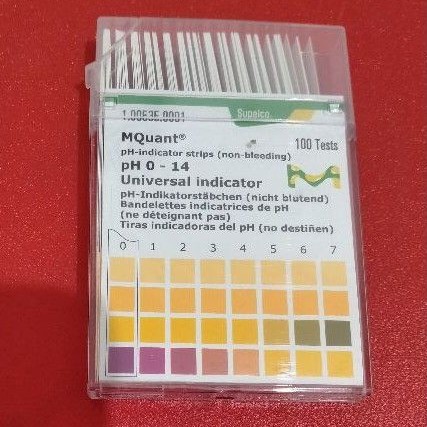 1.09535.0001
Supelco
MQuant®
100 Tests
pH-indicator strips (non-bleeding)
pH 0 - 14
Universal indicator
pH-Indikatorstäbchen (nicht blutend)
Bandelettes indicatrices de pH
(ne déteignant pas)
Tiras indicadoras del pH (no destiñen)
0 1 2 3 4 5 6 7